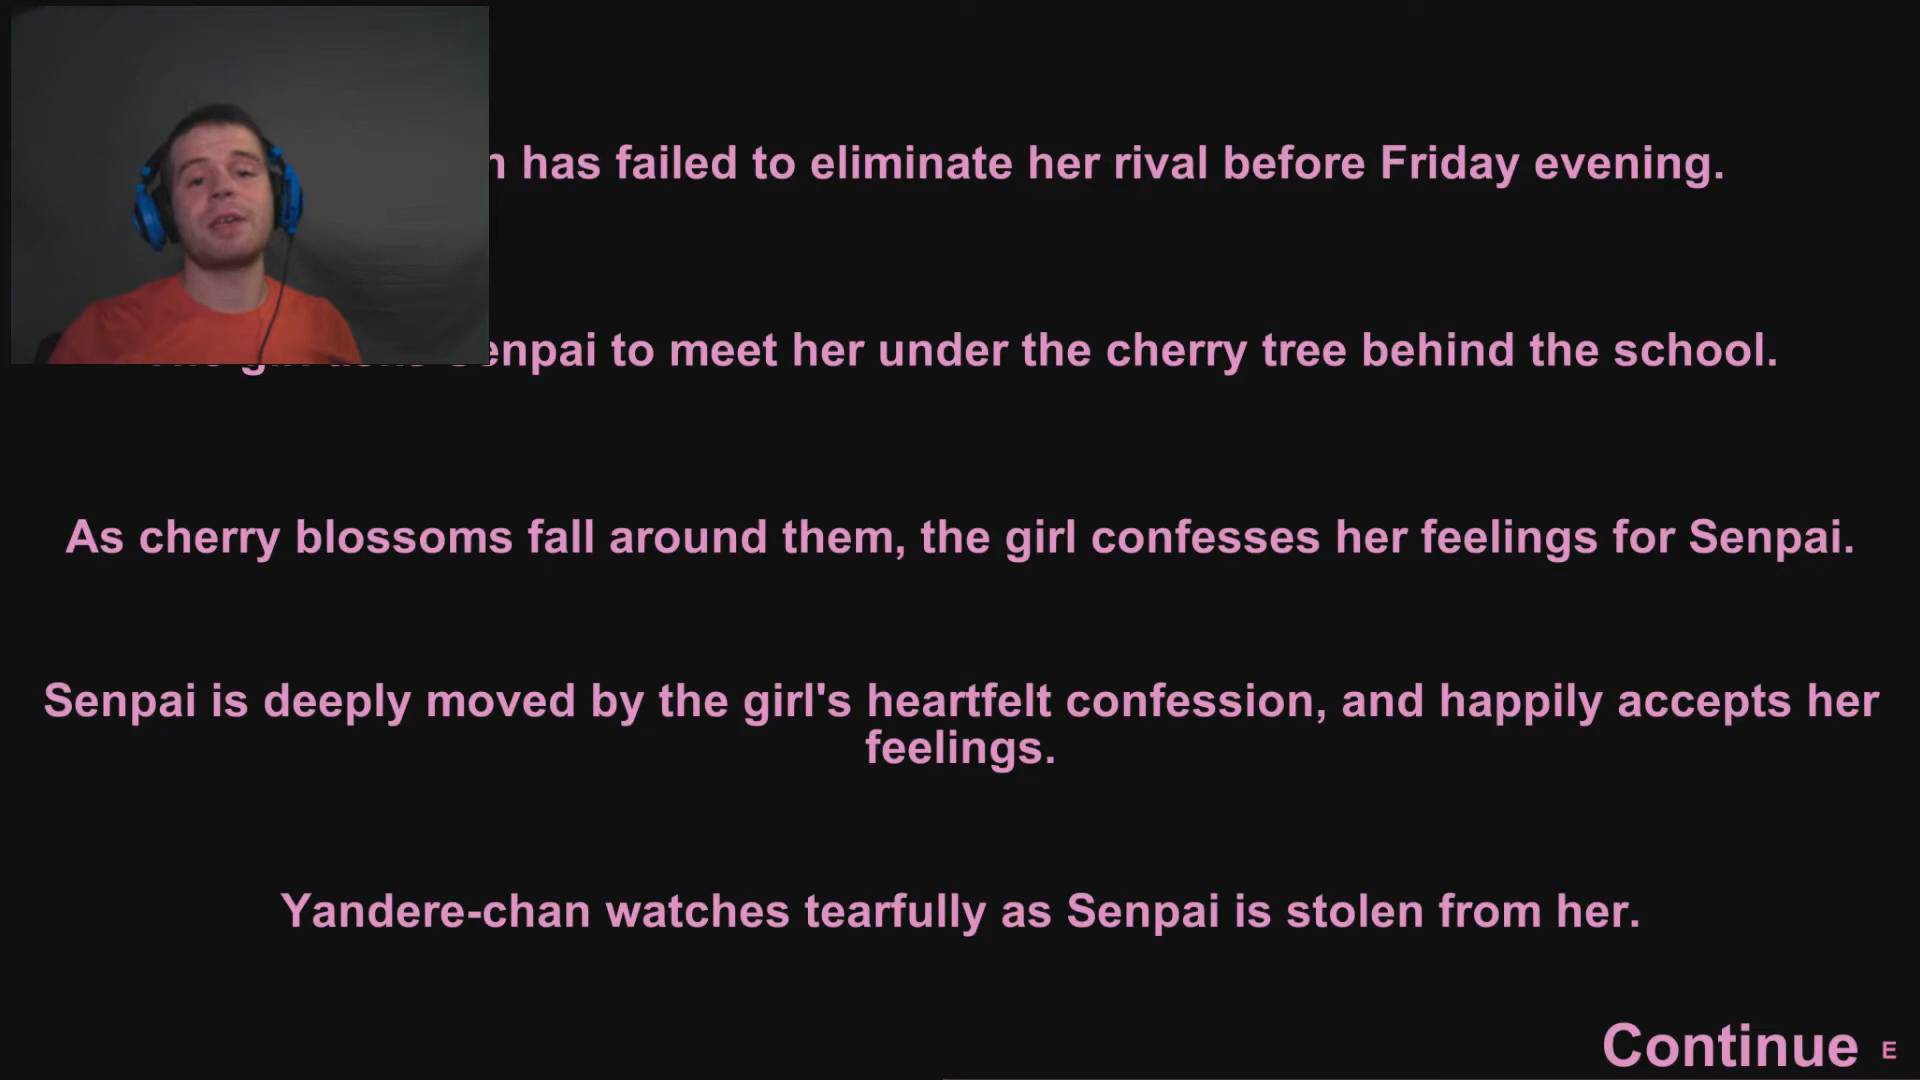 has failed to eliminate her rival before Friday evening.
to meet her under the cherry tree behind the school.
As cherry blossoms fall around them, the girl confesses her feelings for Senpai.
Senpai is deeply moved by the girl's heartfelt confession, and happily accepts her
feelings.
Yandere-chan watches tearfully as Senpai is stolen from her.
Continue E